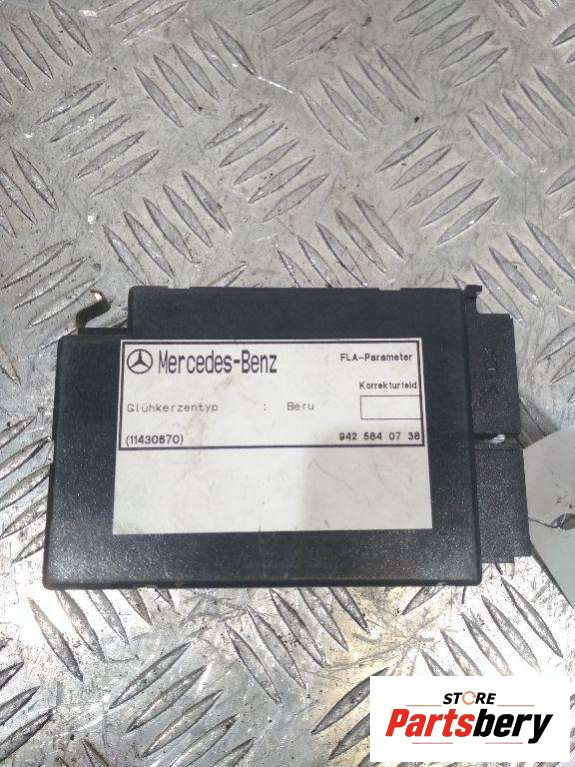 Mercedes-Benz
FLA-Parameter
Korrekturfeld
Glühkerzentyp : Beru
(11430670) 942 584 07 38
STORE
Partsbery